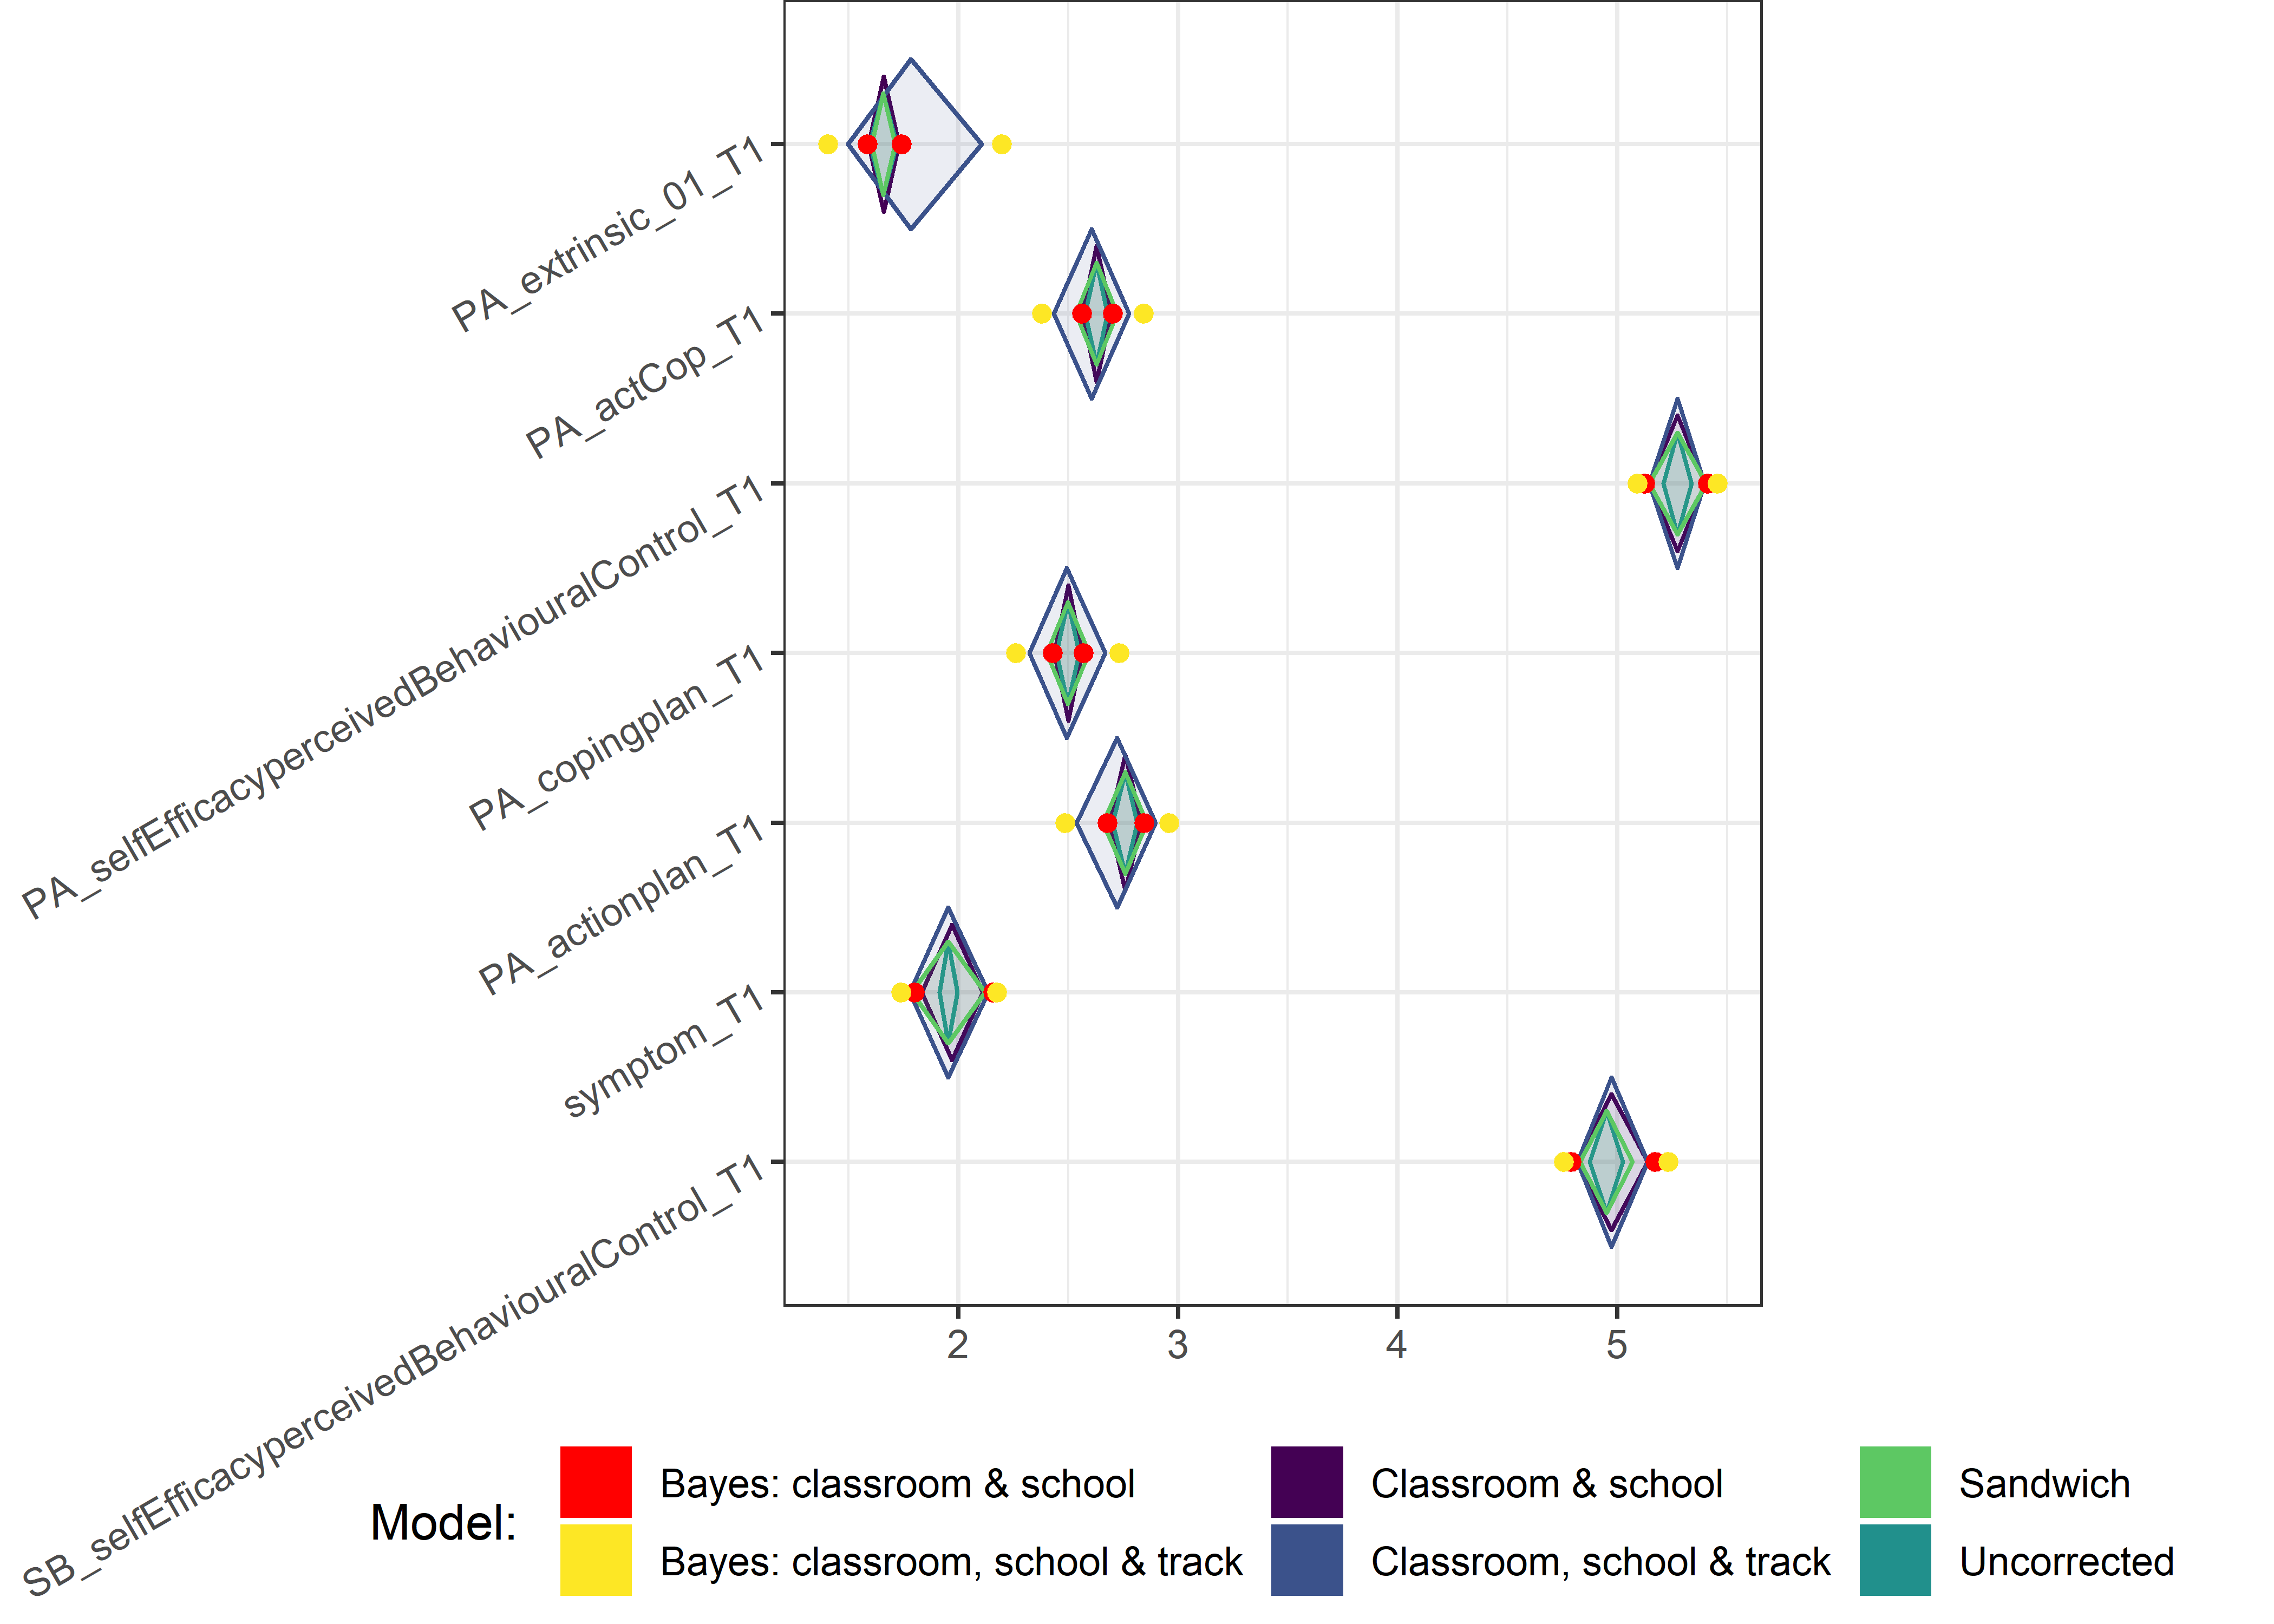 PA_extrinsic_01_T1
PA_actCop_T1
PA_selfEfficacyperceivedBehaviouralControl_T1
PA_copingplan_T1
PA_actionplan_T1
symptom_T1
SB_selfEfficacyperceivedBehaviouralControl_T1
2 3 4 5
Model:
Bayes: classroom & school
Classroom & school
Sandwich
Bayes: classroom, school & track
Classroom, school & track
Uncorrected